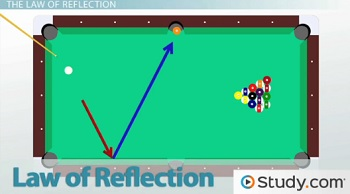 THE LAW OF REFLECTION
Law of Reflection
Study.com